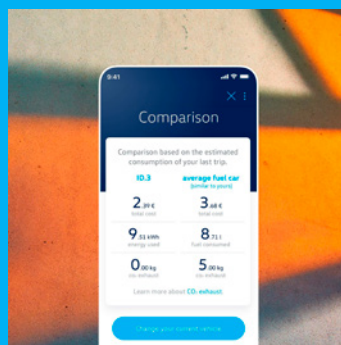 9:41
Comparison
Comparison based on the estimated
consumption of your last trip.
ID.3 average fuel car
(similar to yours)
2.39 € 3.68 €
total cost total cost
9.51 kWh 8.71 l
energy used fuel consumed
0.00 kg 5.00 kg
co₂ exhaust co₂ exhaust
Learn more about CO₂ exhaust
Change your current vehicle